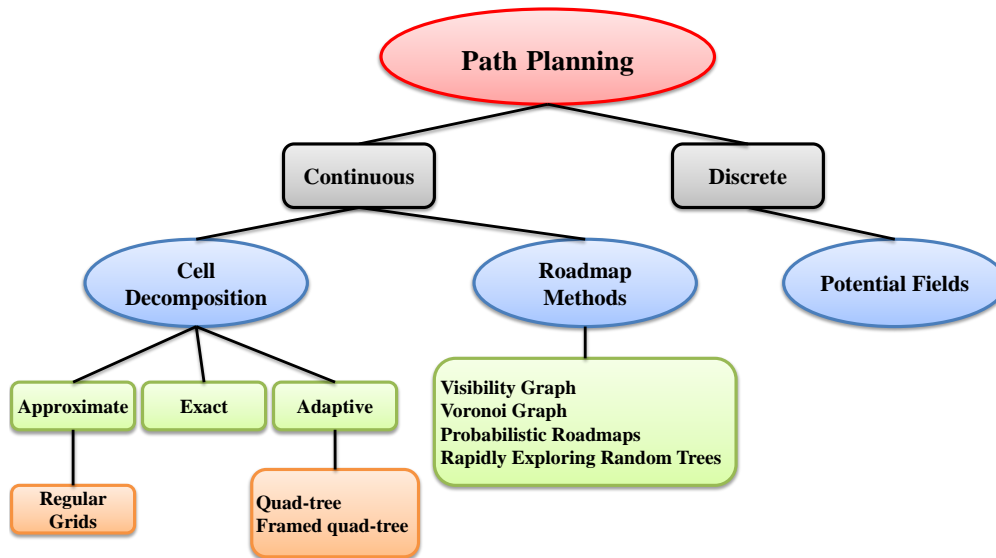 Path Planning
Continuous
Discrete
Cell
Decomposition
Roadmap
Methods
Potential Fields
Approximate
Exact
Adaptive
Visibility Graph
Voronoi Graph
Probabilistic Roadmaps
Rapidly Exploring Random Trees
Regular
Grids
Quad-tree
Framed quad-tree